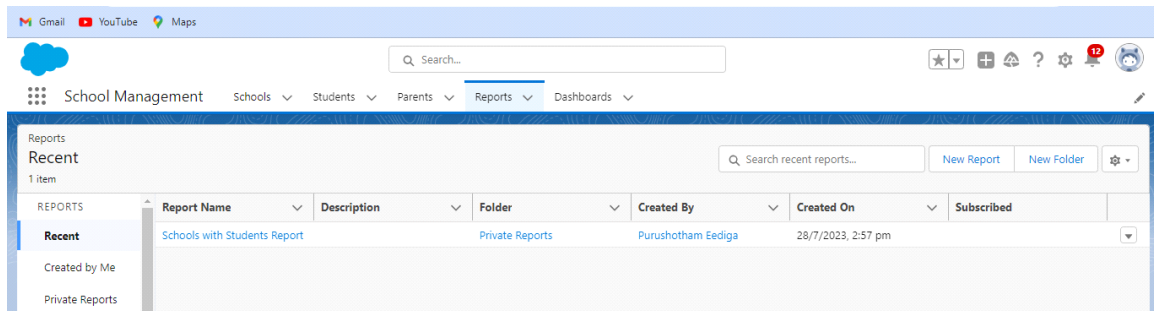 Gmail YouTube Maps
Search...
12
School Management Schools Students Parents Reports Dashboards
Reports
Recent
1 item
Search recent reports...
New Report New Folder
REPORTS Report Name Description Folder Created By Created On Subscribed
Recent Schools with Students Report Private Reports Purushotham Eediga 28/7/2023, 2:57 pm
Created by Me
Private Reports